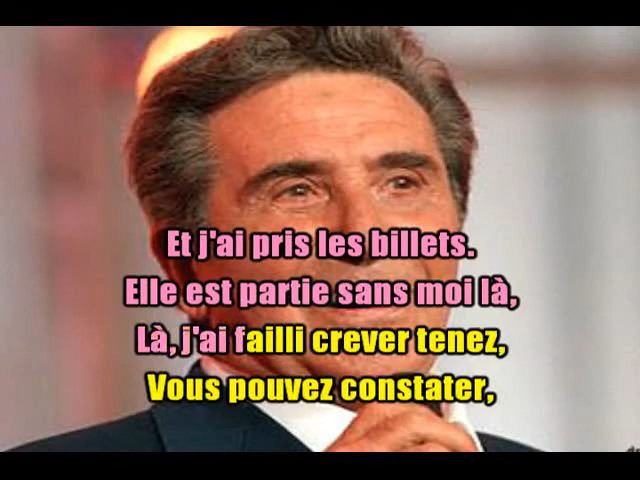 Et j'ai pris les billets.
Elle est partie sans moi là,
Là, j'ai failli crever tenez,
Vous pouvez constater,